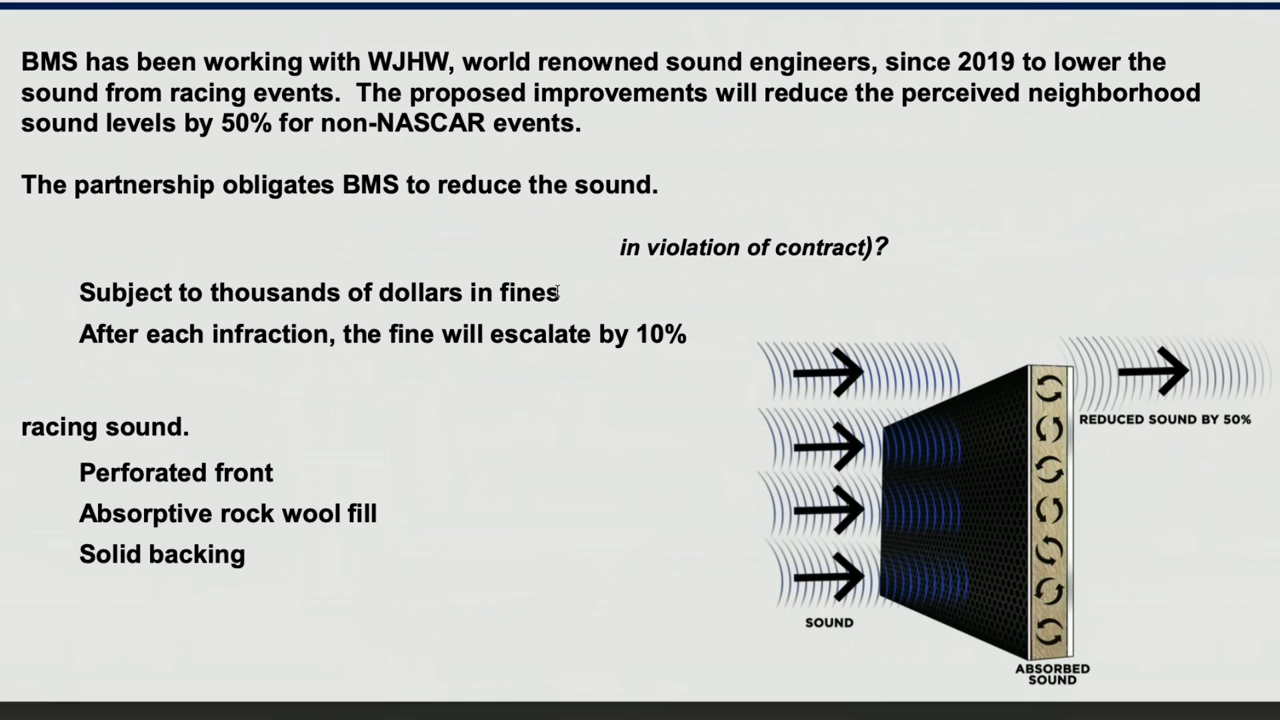 BMS has been working with WJHW, world renowned sound engineers, since 2019 to lower the
sound from racing events. The proposed improvements will reduce the perceived neighborhood
sound levels by 50% for non-NASCAR events.
The partnership obligates BMS to reduce the sound.
in violation of contract)?
Subject to thousands of dollars in fines
After each infraction, the fine will escalate by 10%
racing sound.
Perforated front
Absorptive rock wool fill
Solid backing
REDUCED SOUND BY 50%
SOUND
ABSORBED
SOUND